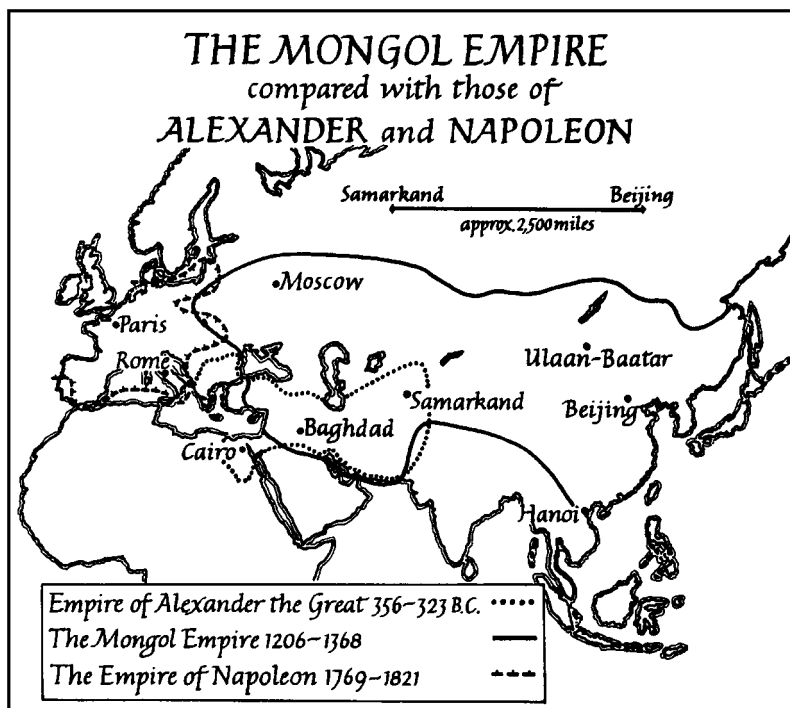 THE MONGOL EMPIRE
compared with those of
ALEXANDER and NAPOLEON
Samarkand Beijing
approx. 2,500 miles
Moscow
Paris
Rome
Ulaan-Baatar
Samarkand
Beijing
Baghdad
Cairo
Hanoi
Empire of Alexander the Great 356–323 B.C.
The Mongol Empire 1206–1368
The Empire of Napoleon 1769–1821